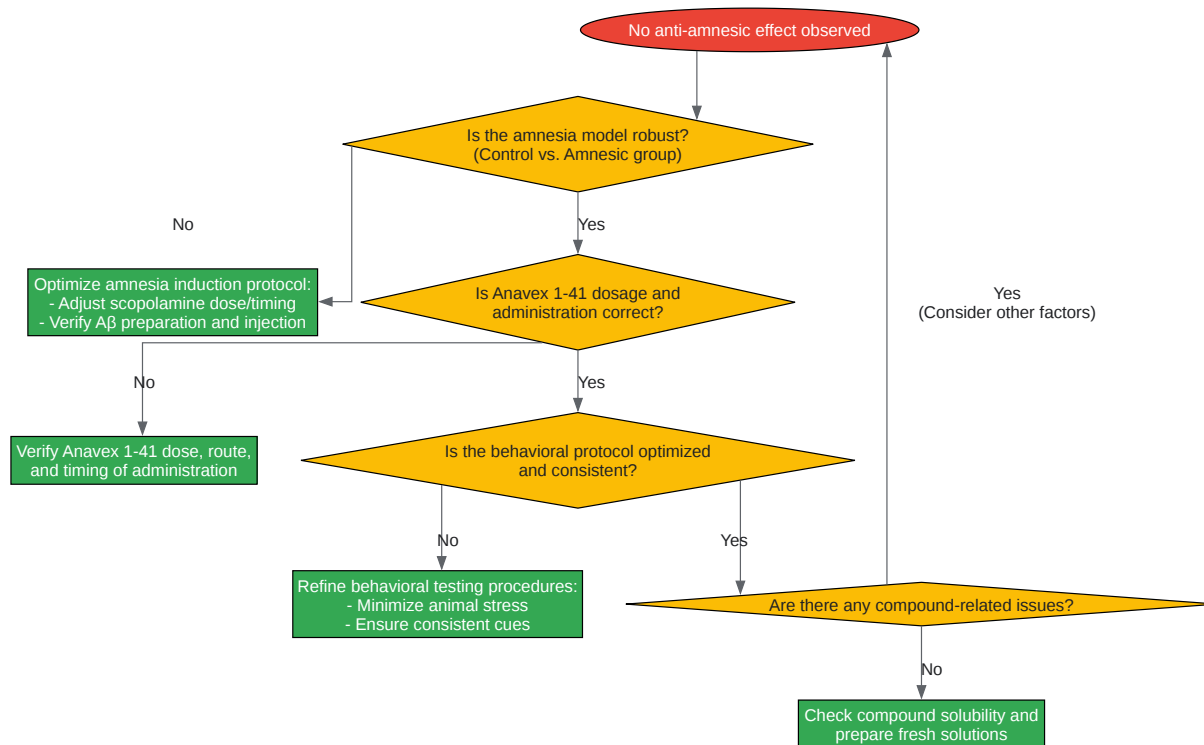 No anti-amnesic effect observed
Is the amnesia model robust?
(Control vs. Amnesic group)
No
Yes
Optimize amnesia induction protocol:
- Adjust scopolamine dose/timing
- Verify Aβ preparation and injection
Is Anavex 1-41 dosage and
administration correct?
Yes
(Consider other factors)
No
Yes
Verify Anavex 1-41 dose, route,
and timing of administration
Is the behavioral protocol optimized
and consistent?
No
Yes
Refine behavioral testing procedures:
- Minimize animal stress
- Ensure consistent cues
Are there any compound-related issues?
No
Check compound solubility and
prepare fresh solutions